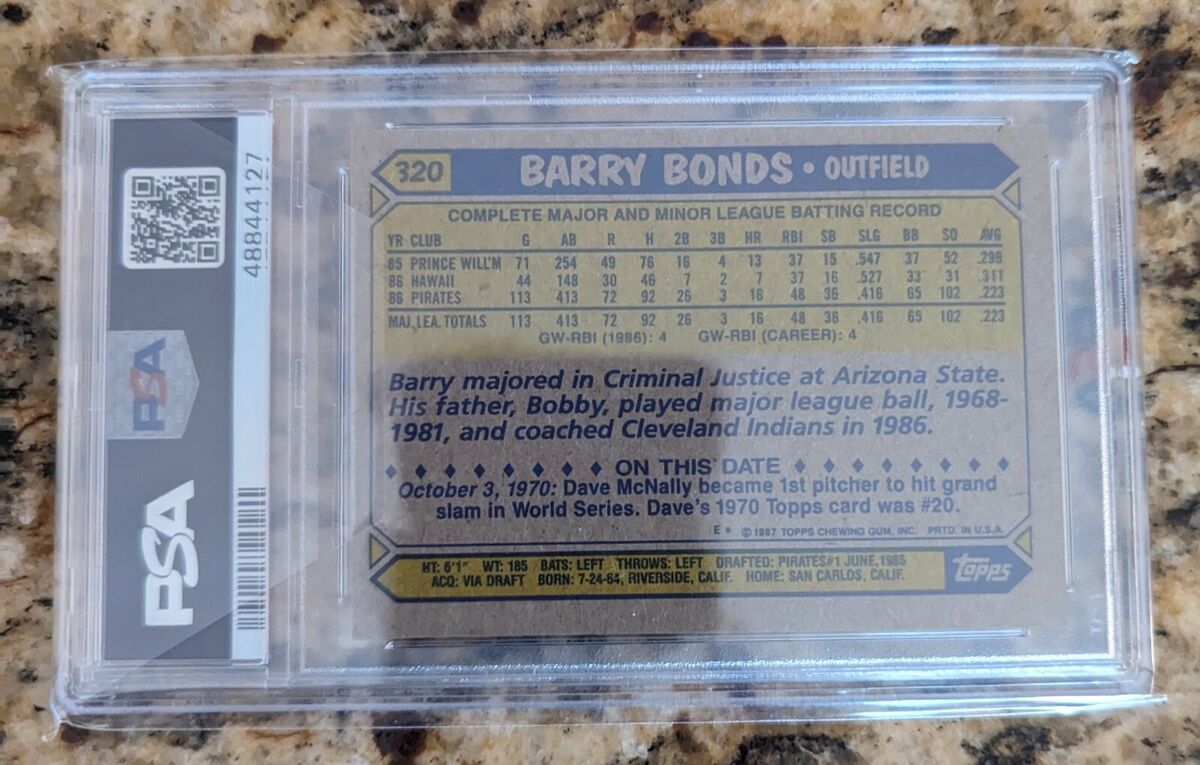 48844127
PSA
PSA
320 BARRY BONDS • OUTFIELD
COMPLETE MAJOR AND MINOR LEAGUE BATTING RECORD
YR CLUB G AB R H 2B 3B HR RBI SB SLG BB SO AVG
85 PRINCE WILL'M 71 254 49 76 16 4 13 37 15 .547 37 52 .299
86 HAWAII 44 148 30 46 7 2 7 37 16 .527 33 31 .311
86 PIRATES 113 413 72 92 26 3 16 48 36 .416 65 102 .223
MAJ. LEA. TOTALS 113 413 72 92 26 3 16 48 36 .416 65 102 .223
GW-RBI (1986): 4 GW-RBI (CAREER): 4
Barry majored in Criminal Justice at Arizona State.
His father, Bobby, played major league ball, 1968-
1981, and coached Cleveland Indians in 1986.
ON THIS DATE
October 3, 1970: Dave McNally became 1st pitcher to hit grand
slam in World Series. Dave's 1970 Topps card was #20.
E* © 1987 TOPPS CHEWING GUM, INC. PRTD. IN U.S.A.
HT: 6'1" WT: 185 BATS: LEFT THROWS: LEFT DRAFTED: PIRATES#1 JUNE, 1985
ACQ: VIA DRAFT BORN: 7-24-64, RIVERSIDE, CALIF. HOME: SAN CARLOS, CALIF.
Topps